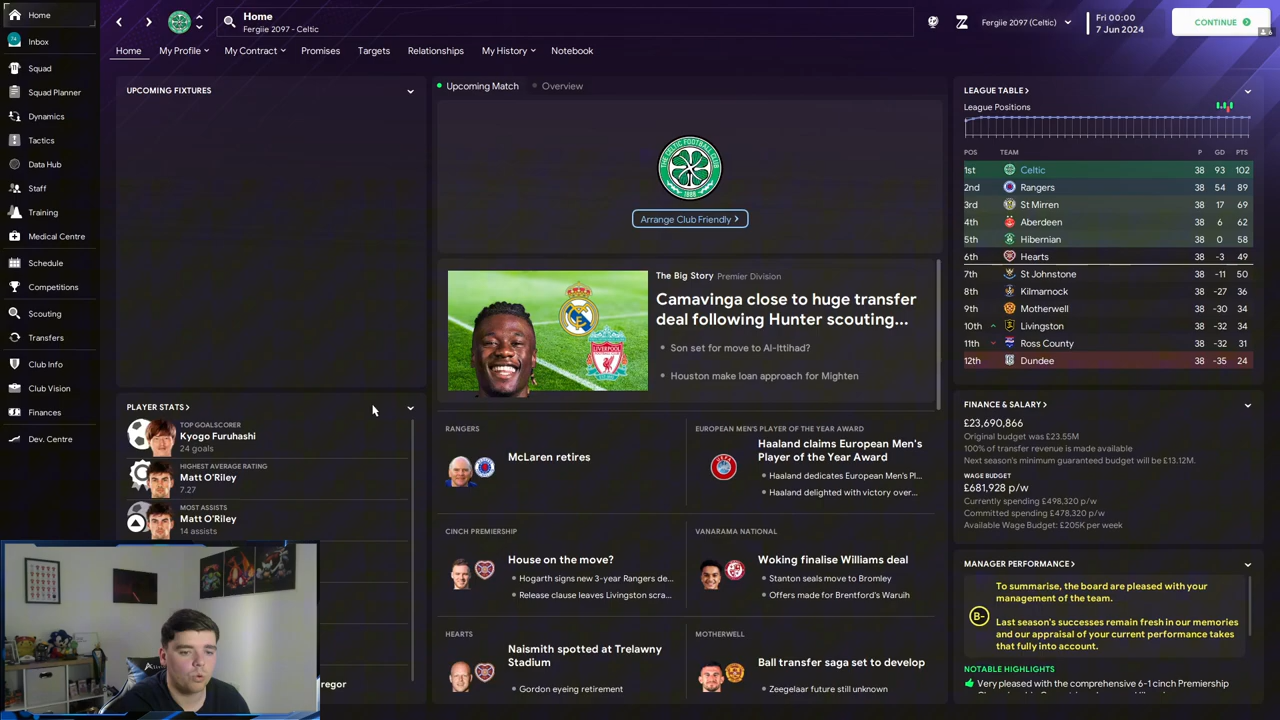 Home
Inbox
Squad
Squad Planner
Dynamics
Tactics
Data Hub
Staff
Training
Medical Centre
Schedule
Competitions
Scouting
Transfers
Club Info
Club Vision
Finances
Dev. Centre
Home
Fergiie 2097 - Celtic
Fergiie 2097 (Celtic)
Fri 00:00
7 Jun 2024
CONTINUE
6
Home
My Profile
My Contract
Promises
Targets
Relationships
My History
Notebook
UPCOMING FIXTURES
PLAYER STATS
TOP GOALSCORER
Kyogo Furuhashi
24 goals
HIGHEST AVERAGE RATING
Matt O'Riley
7.27
MOST ASSISTS
Matt O'Riley
14 assists
regor
Upcoming Match
Overview
THE CELTIC FOOTBALL CLUB
1888
Arrange Club Friendly
The Big Story Premier Division
Camavinga close to huge transfer
deal following Hunter scouting...
Son set for move to Al-Ittihad?
Houston make loan approach for Mighten
RANGERS
McLaren retires
EUROPEAN MEN'S PLAYER OF THE YEAR AWARD
Haaland claims European Men's
Player of the Year Award
Haaland dedicates European Men's Pl...
Haaland delighted with victory over...
CINCH PREMIERSHIP
House on the move?
Hogarth signs new 3-year Rangers de...
Release clause leaves Livingston scra...
VANARAMA NATIONAL
Woking finalise Williams deal
Stanton seals move to Bromley
Offers made for Brentford's Waruih
HEARTS
Naismith spotted at Trelawny
Stadium
Gordon eyeing retirement
MOTHERWELL
Ball transfer saga set to develop
Zeegelaar future still unknown
LEAGUE TABLE
League Positions
POS TEAM P GD PTS
1st Celtic 38 93 102
2nd Rangers 38 54 89
3rd St Mirren 38 17 69
4th Aberdeen 38 6 62
5th Hibernian 38 0 58
6th Hearts 38 -3 49
7th St Johnstone 38 -11 50
8th Kilmarnock 38 -27 36
9th Motherwell 38 -30 34
10th Livingston 38 -32 34
11th Ross County 38 -32 31
12th Dundee 38 -35 24
FINANCE & SALARY
£23,690,866
Original budget was £23.55M
100% of transfer revenue is made available
Next season's minimum guaranteed budget will be £13.12M.
WAGE BUDGET
£681,928 p/w
Currently spending £498,320 p/w
Committed spending £478,320 p/w
Available Wage Budget: £205K per week
MANAGER PERFORMANCE
B-
To summarise, the board are pleased with your
management of the team.
Last season's successes remain fresh in our memories
and our appraisal of your current performance takes
that fully into account.
NOTABLE HIGHLIGHTS
Very pleased with the comprehensive 6-1 cinch Premiership